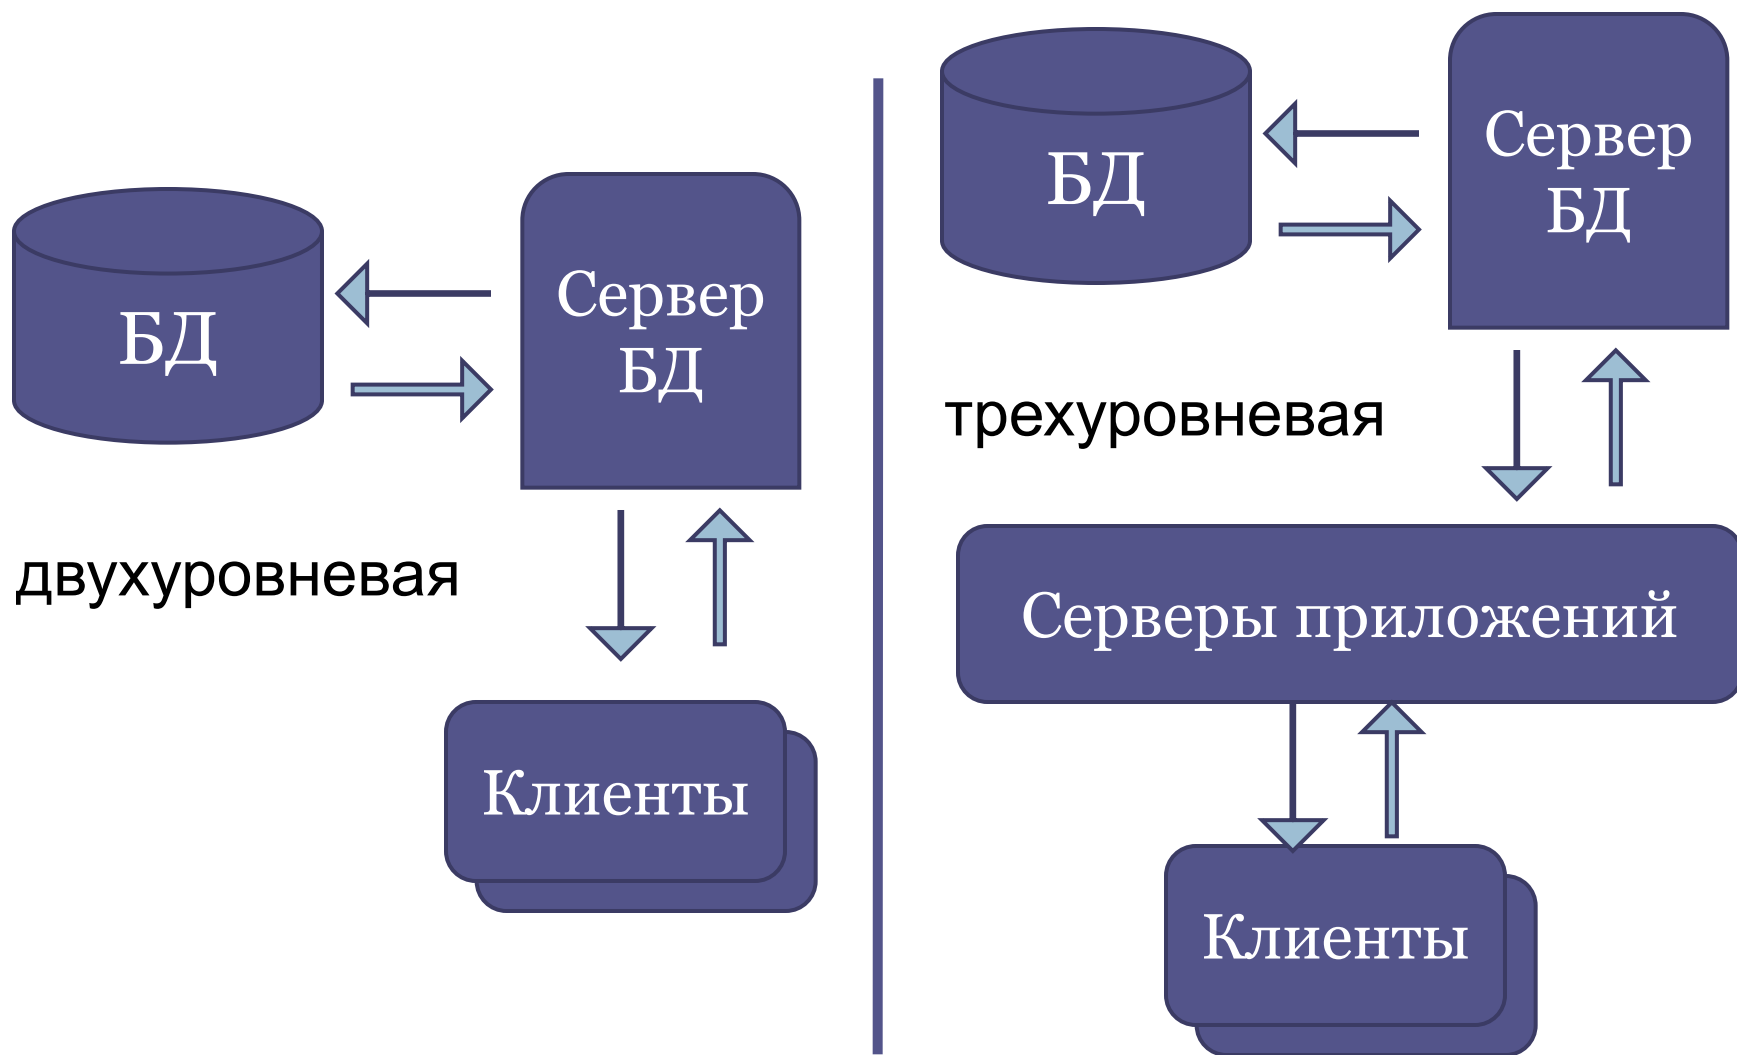 БД
Сервер
БД
двухуровневая
Клиенты
БД
Сервер
БД
трехуровневая
Серверы приложений
Клиенты